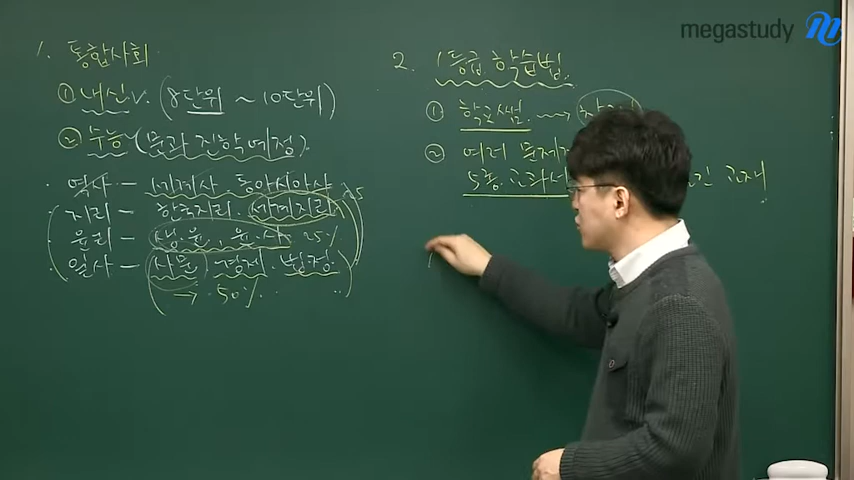 megastudy
1. 통합사회
① 내신 v. (8단위 ~ 10단위)
② 수능 (문과 진학예정).
· 역사 - 세계사. 동아시아사
지리 - 한국지리. 세계지리
윤리 - 생.윤, 윤.사 25%
일사 - 사문. 경제. 법정
→ 50%
2. 1등급 학습법
① 학교쌤
② 여러 문제
5종 교과서
교재